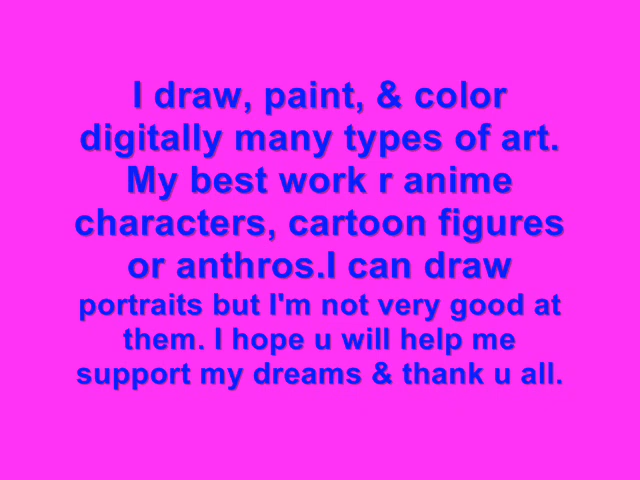 I draw, paint, & color
digitally many types of art.
My best work r anime
characters, cartoon figures
or anthros.I can draw
portraits but I'm not very good at
them. I hope u will help me
support my dreams & thank u all.